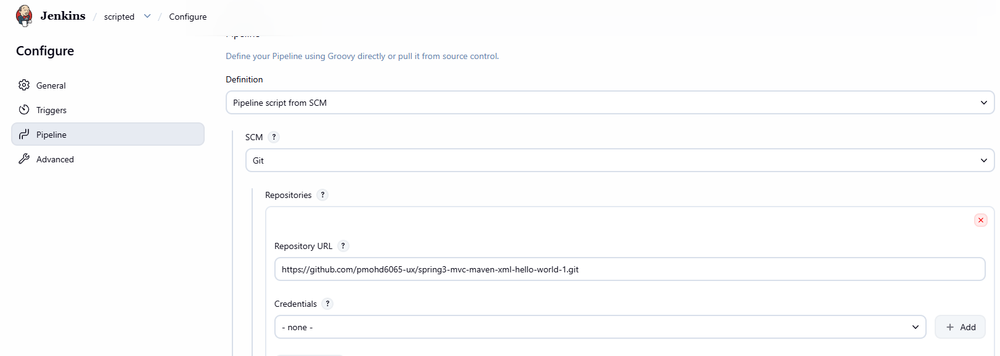 Jenkins / scripted / Configure
Configure
General
Triggers
Pipeline
Advanced
Pipeline
Define your Pipeline using Groovy directly or pull it from source control.
Definition
Pipeline script from SCM
SCM ?
Git
Repositories ?
Repository URL ?
https://github.com/pmohd6065-ux/spring3-mvc-maven-xml-hello-world-1.git
Credentials ?
- none -
+ Add